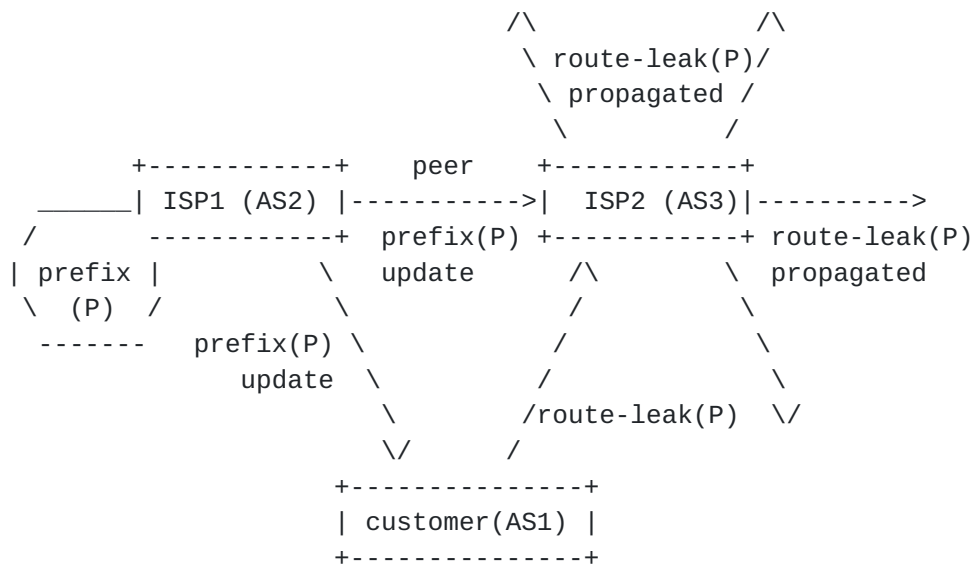 route-leak(P)
propagated
peer
ISP1 (AS2) ISP2 (AS3)
prefix(P) route-leak(P)
prefix update propagated
(P)
prefix(P)
update
route-leak(P)
customer(AS1)